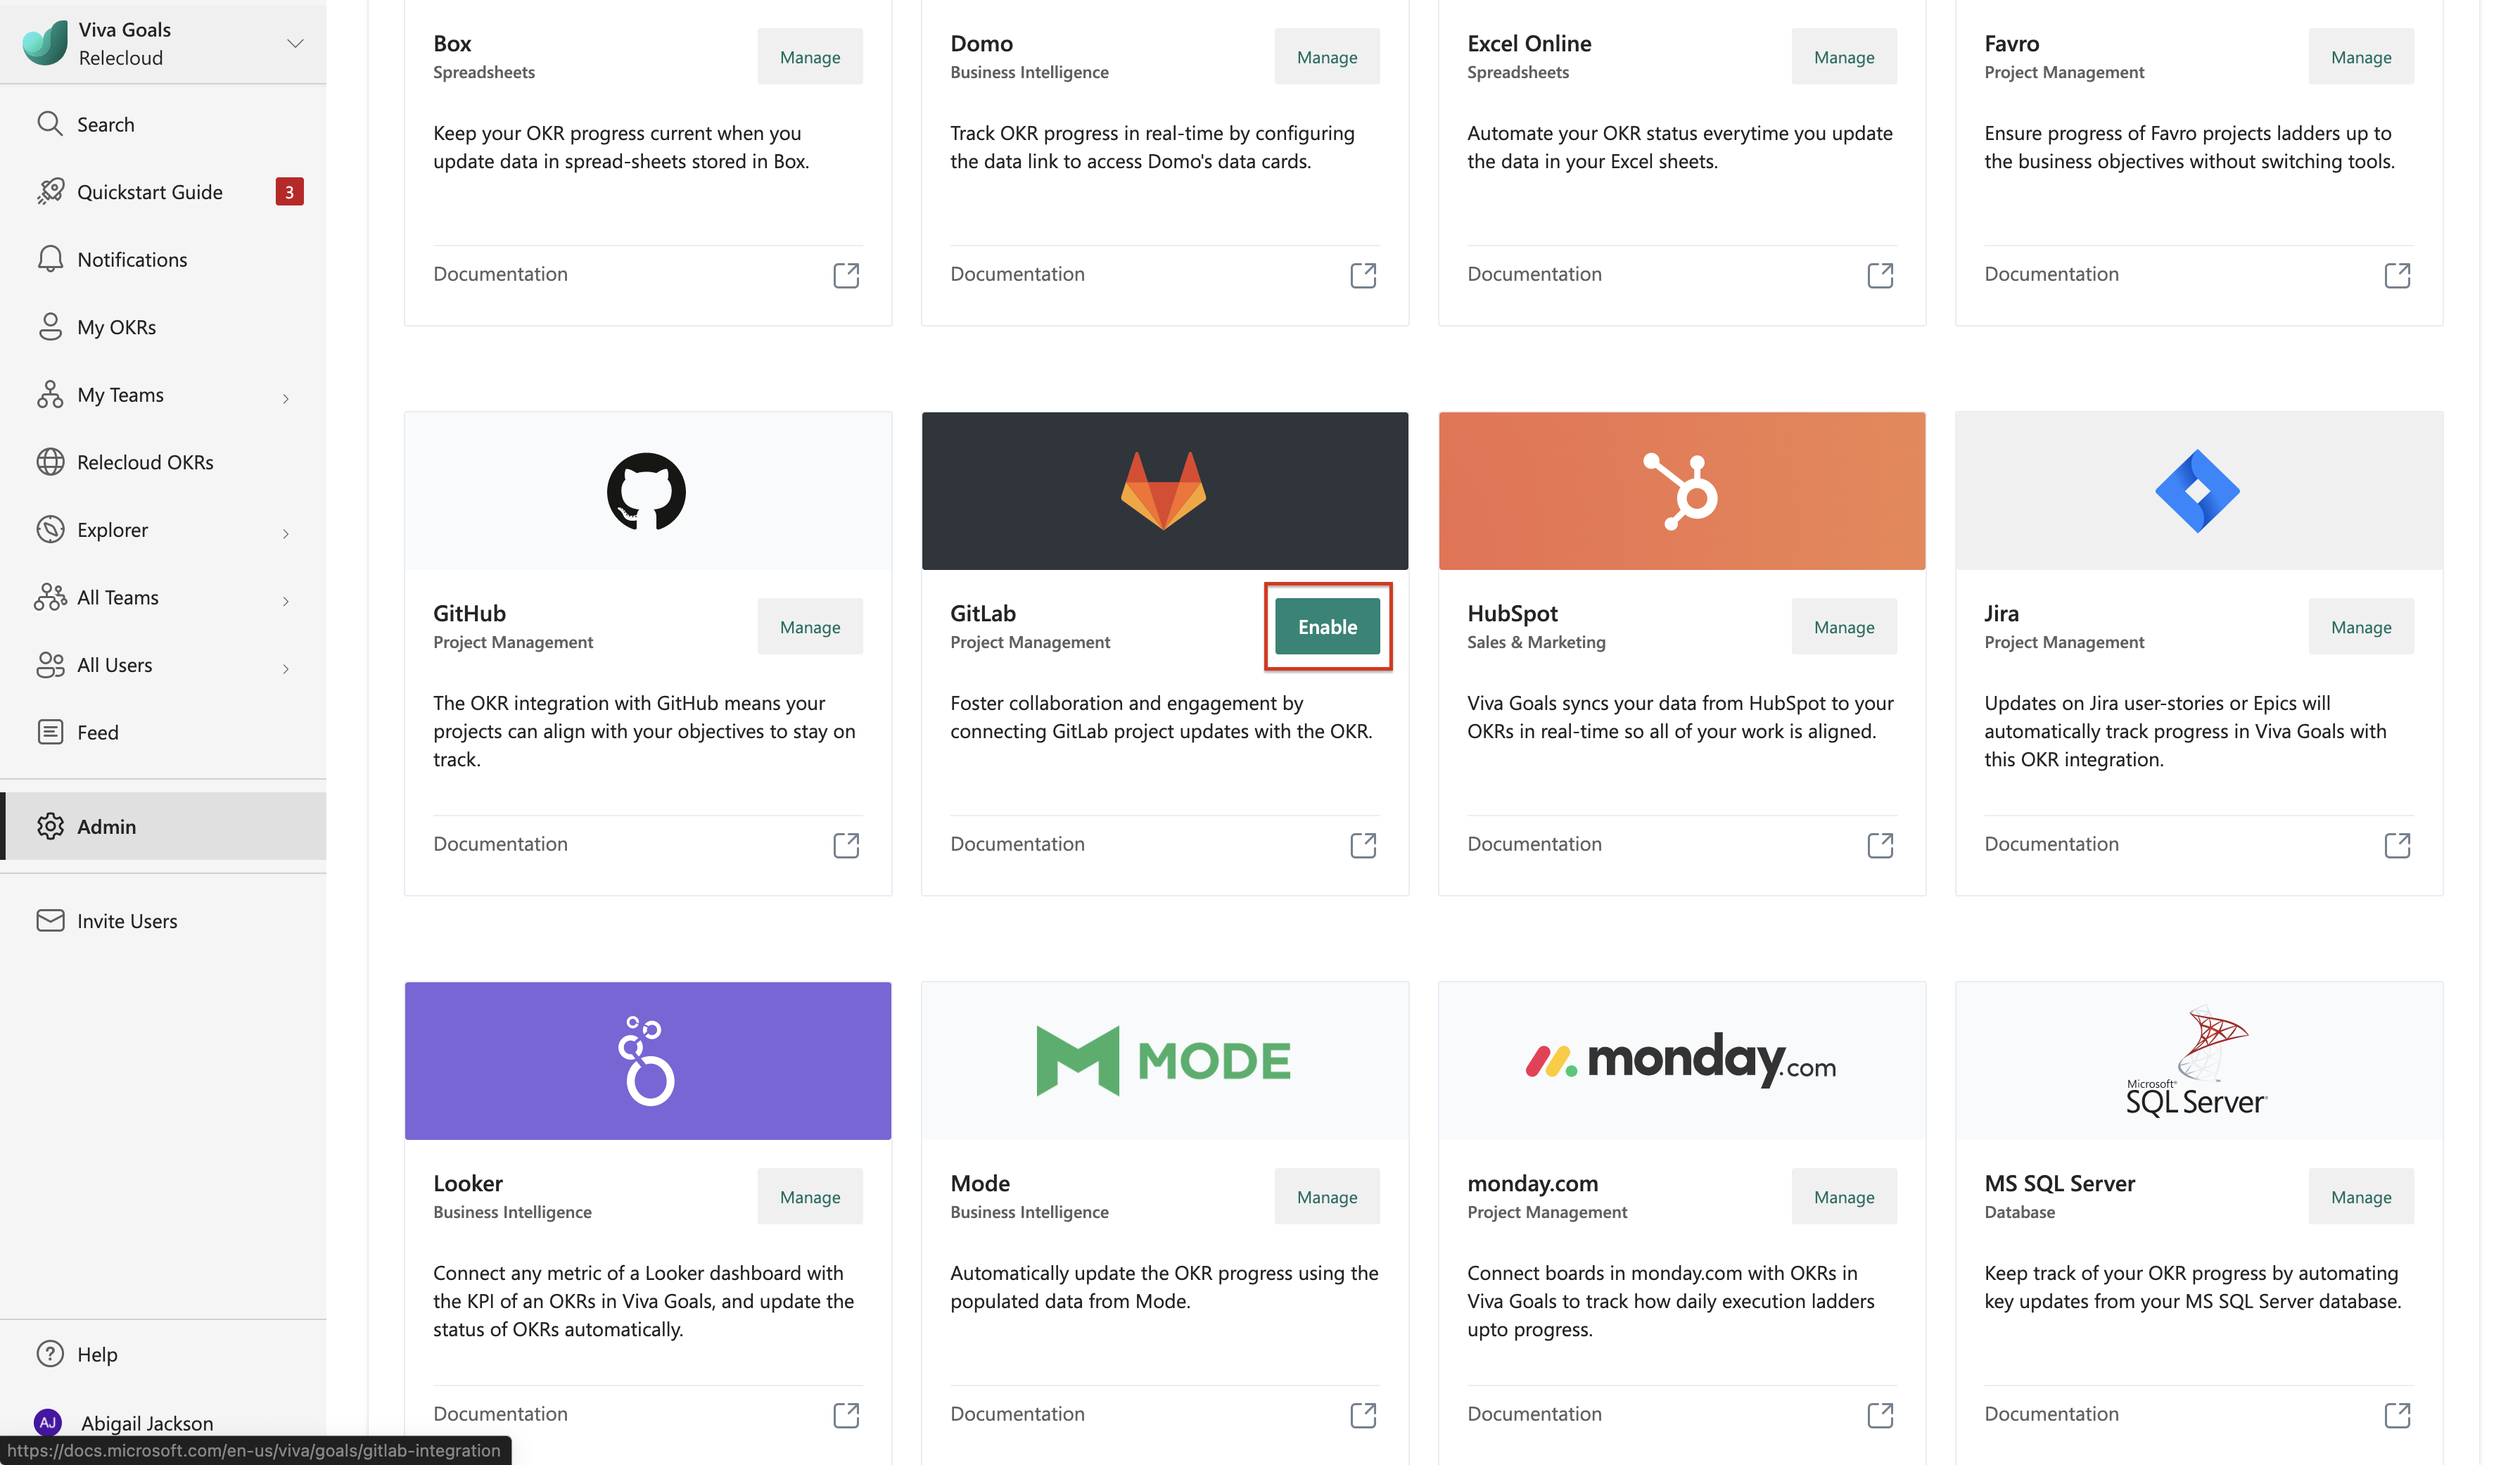 Viva Goals
Relecloud
Search
Quickstart Guide
3
Notifications
My OKRs
My Teams
Relecloud OKRs
Explorer
All Teams
All Users
Feed
Admin
Invite Users
Help
AJ
Abigail Jackson
https://docs.microsoft.com/en-us/viva/goals/gitlab-integration
Box
Spreadsheets
Manage
Keep your OKR progress current when you
update data in spread-sheets stored in Box.
Documentation
Domo
Business Intelligence
Manage
Track OKR progress in real-time by configuring
the data link to access Domo's data cards.
Documentation
Excel Online
Spreadsheets
Manage
Automate your OKR status everytime you update
the data in your Excel sheets.
Documentation
Favro
Project Management
Manage
Ensure progress of Favro projects ladders up to
the business objectives without switching tools.
Documentation
GitHub
Project Management
Manage
The OKR integration with GitHub means your
projects can align with your objectives to stay on
track.
Documentation
GitLab
Project Management
Enable
Foster collaboration and engagement by
connecting GitLab project updates with the OKR.
Documentation
HubSpot
Sales & Marketing
Manage
Viva Goals syncs your data from HubSpot to your
OKRs in real-time so all of your work is aligned.
Documentation
Jira
Project Management
Manage
Updates on Jira user-stories or Epics will
automatically track progress in Viva Goals with
this OKR integration.
Documentation
Looker
Business Intelligence
Manage
Connect any metric of a Looker dashboard with
the KPI of an OKRs in Viva Goals, and update the
status of OKRs automatically.
Documentation
MODE
Mode
Business Intelligence
Manage
Automatically update the OKR progress using the
populated data from Mode.
Documentation
monday.com
monday.com
Project Management
Manage
Connect boards in monday.com with OKRs in
Viva Goals to track how daily execution ladders
upto progress.
Documentation
Microsoft®
SQL Server
MS SQL Server
Database
Manage
Keep track of your OKR progress by automating
key updates from your MS SQL Server database.
Documentation